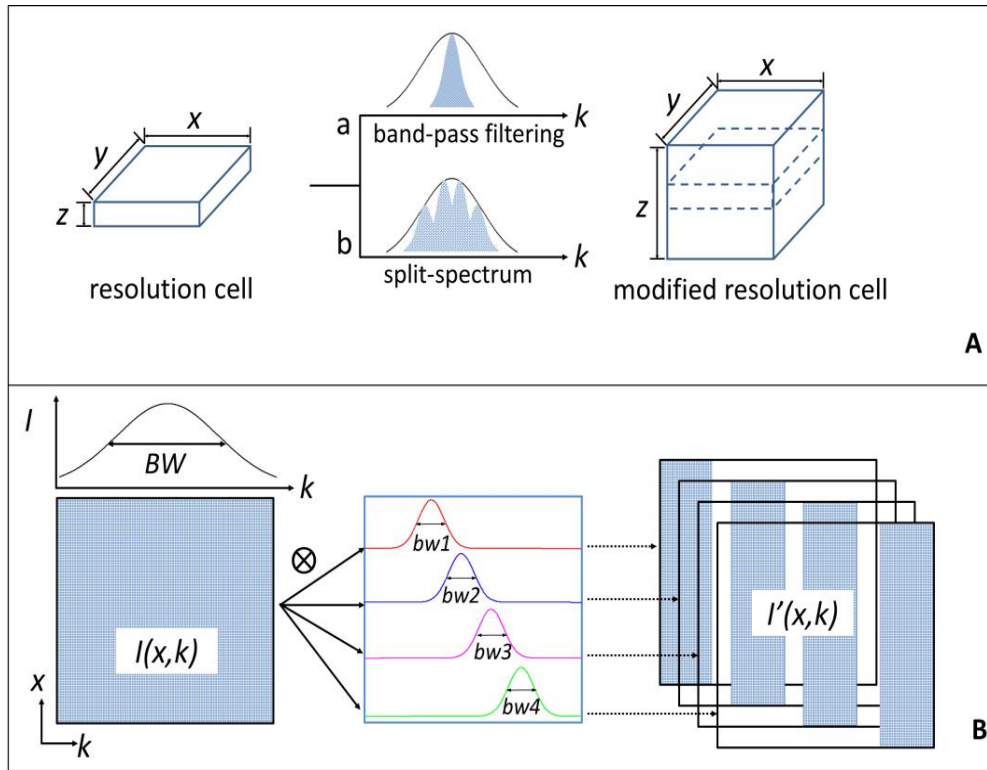 x
y
z
resolution cell
a
k
band-pass filtering
b
k
split-spectrum
x
y
z
modified resolution cell
A
I
BW
k
I(x,k)
x
k
⊗
bw1
bw2
bw3
bw4
I'(x,k)
B